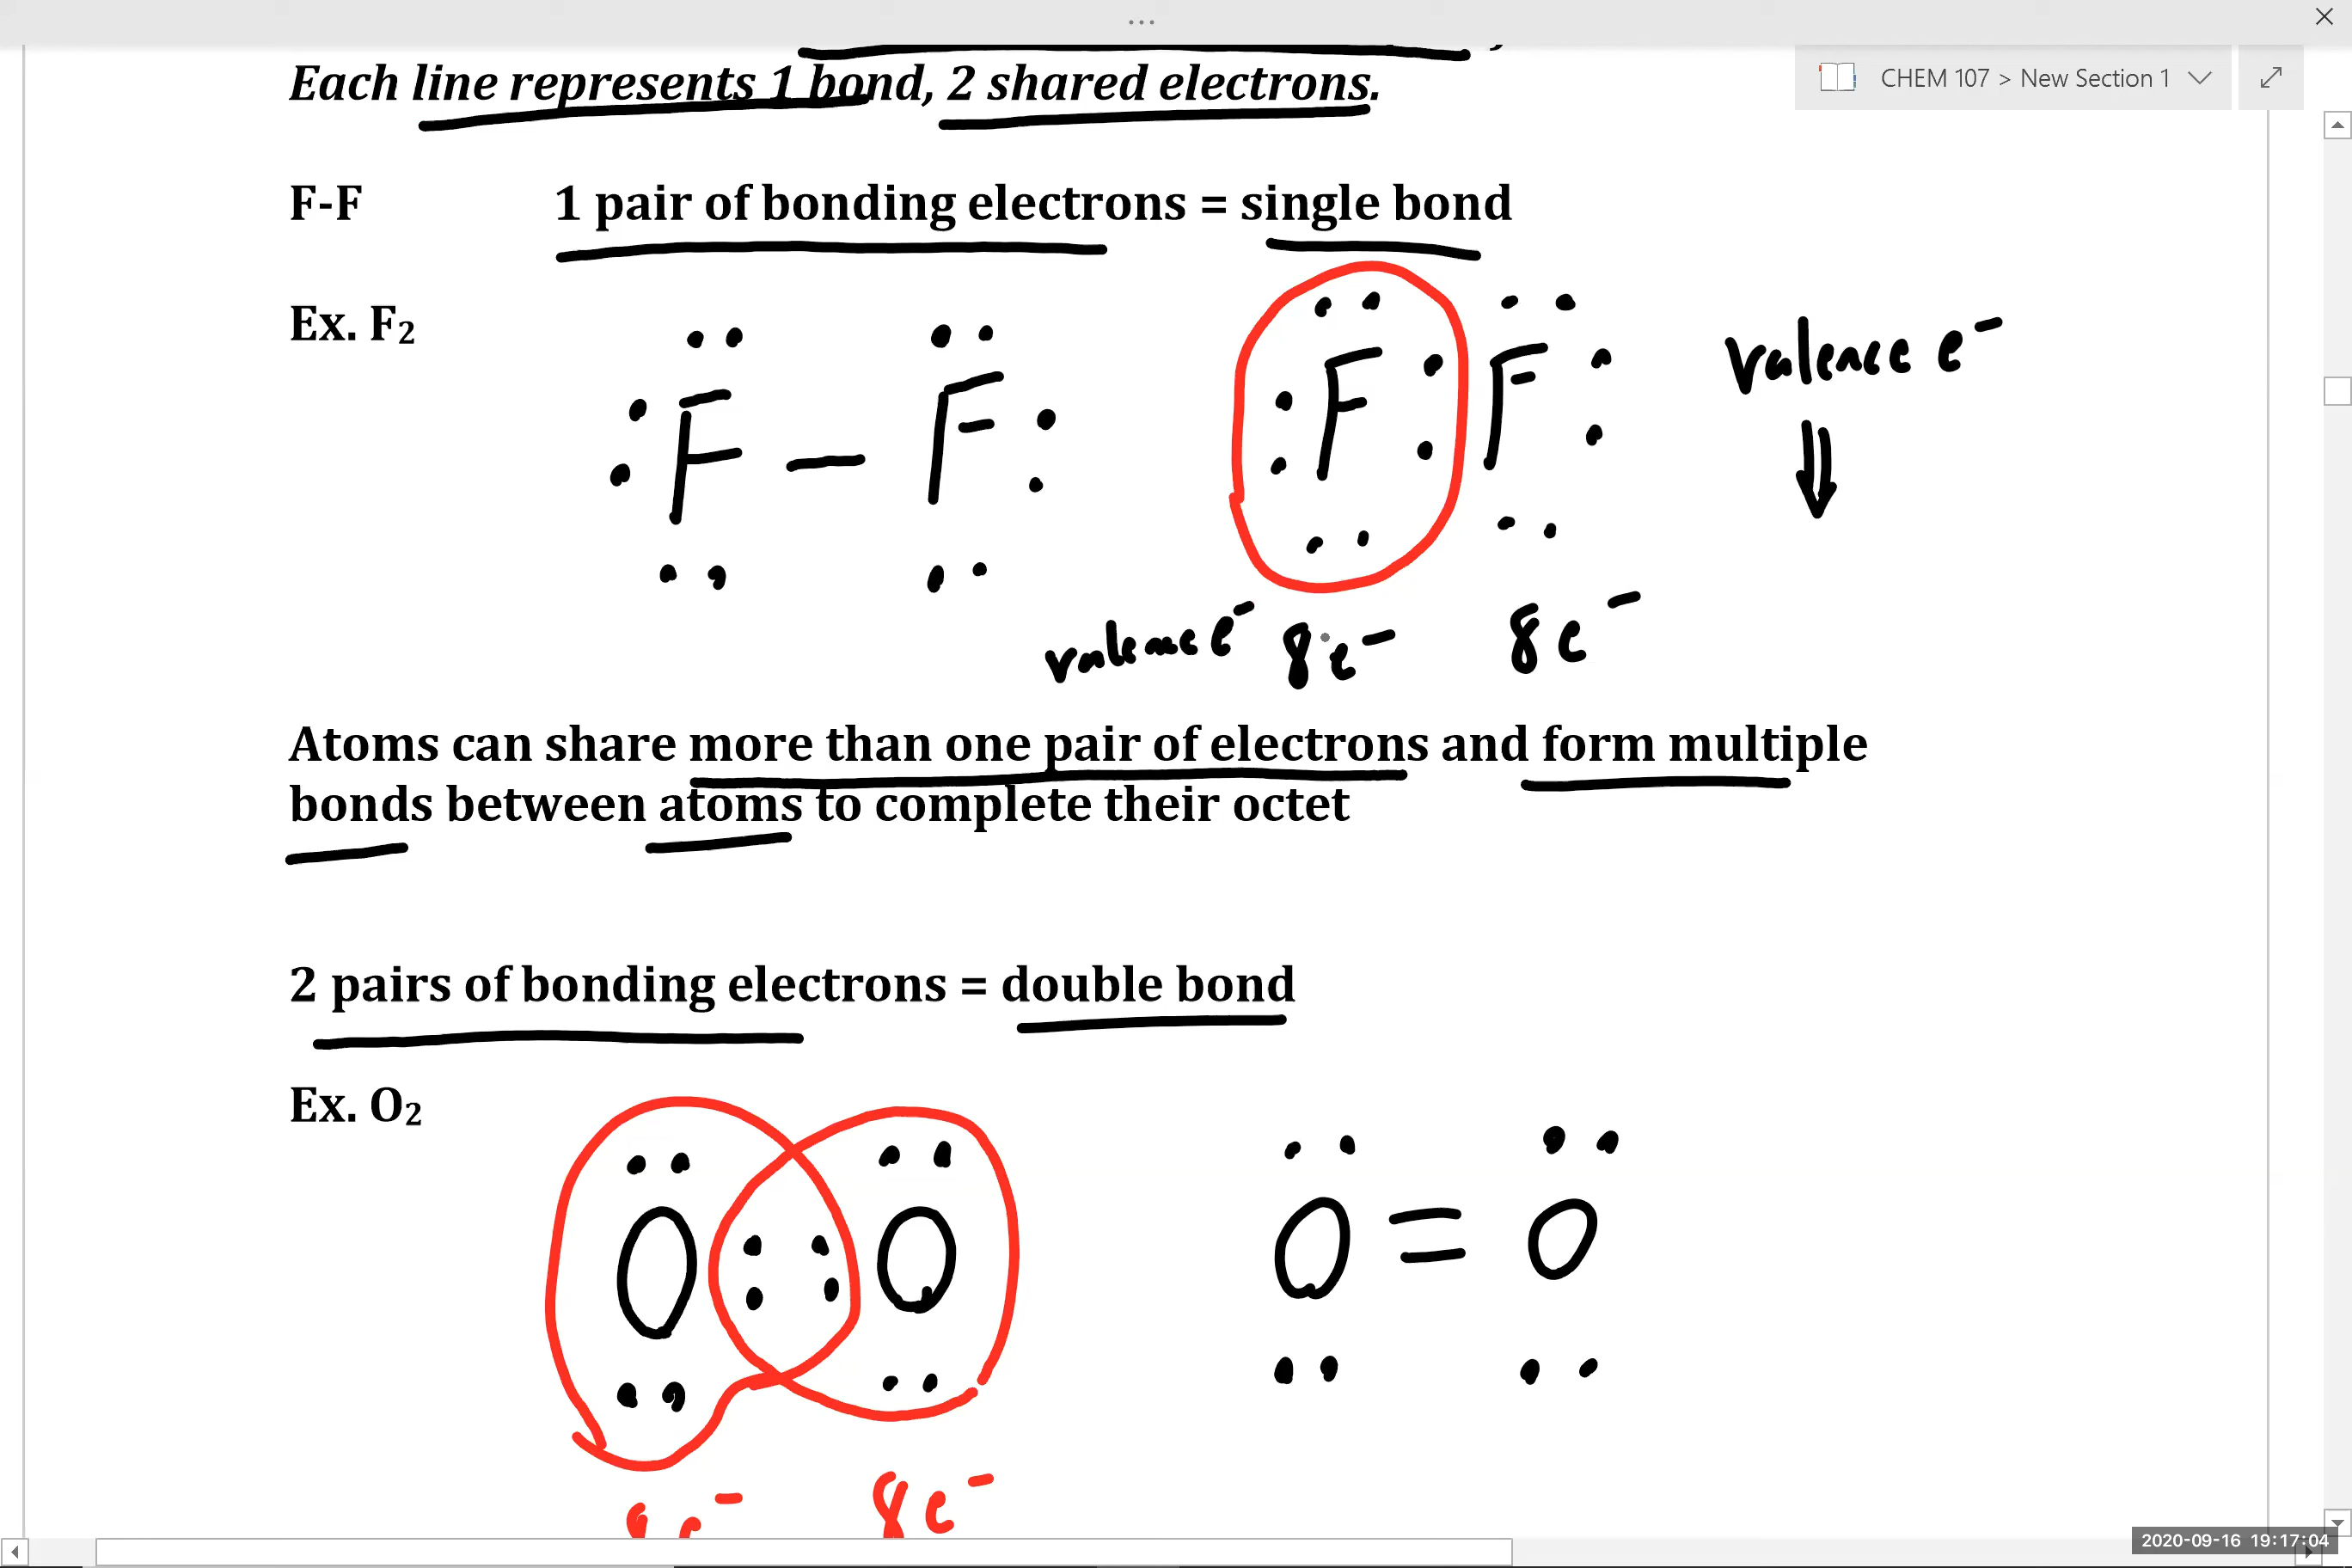 Each line represents 1 bond, 2 shared electrons.
CHEM 107 > New Section 1
F-F 1 pair of bonding electrons = single bond
Ex. F₂
F — F
F F
valence e⁻
valence e⁻ 8e⁻ 8e⁻
Atoms can share more than one pair of electrons and form multiple
bonds between atoms to complete their octet
2 pairs of bonding electrons = double bond
Ex. O₂
O O
O = O
8e⁻
2020-09-16 19:17:04